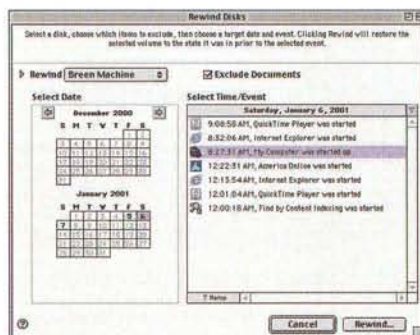 Rewind Disks
Select a disk, choose which items to exclude, then choose a target date and event. Clicking Rewind will restore the
selected volume to the state it was in prior to the selected event.
Rewind Breen Machine
Exclude Documents
Select Date
Select Time/Event
December 2000
S M T W T F S
January 2001
S M T W T F S
Saturday, January 6, 2001
9:08:58 AM, QuickTime Player was started
8:32:06 AM, Internet Explorer was started
8:27:31 AM, My Computer was started up
12:22:31 AM, America Online was started
12:13:54 AM, Internet Explorer was started
12:01:04 AM, QuickTime Player was started
12:00:18 AM, Find by Content Indexing was started
7 Items
Cancel
Rewind...